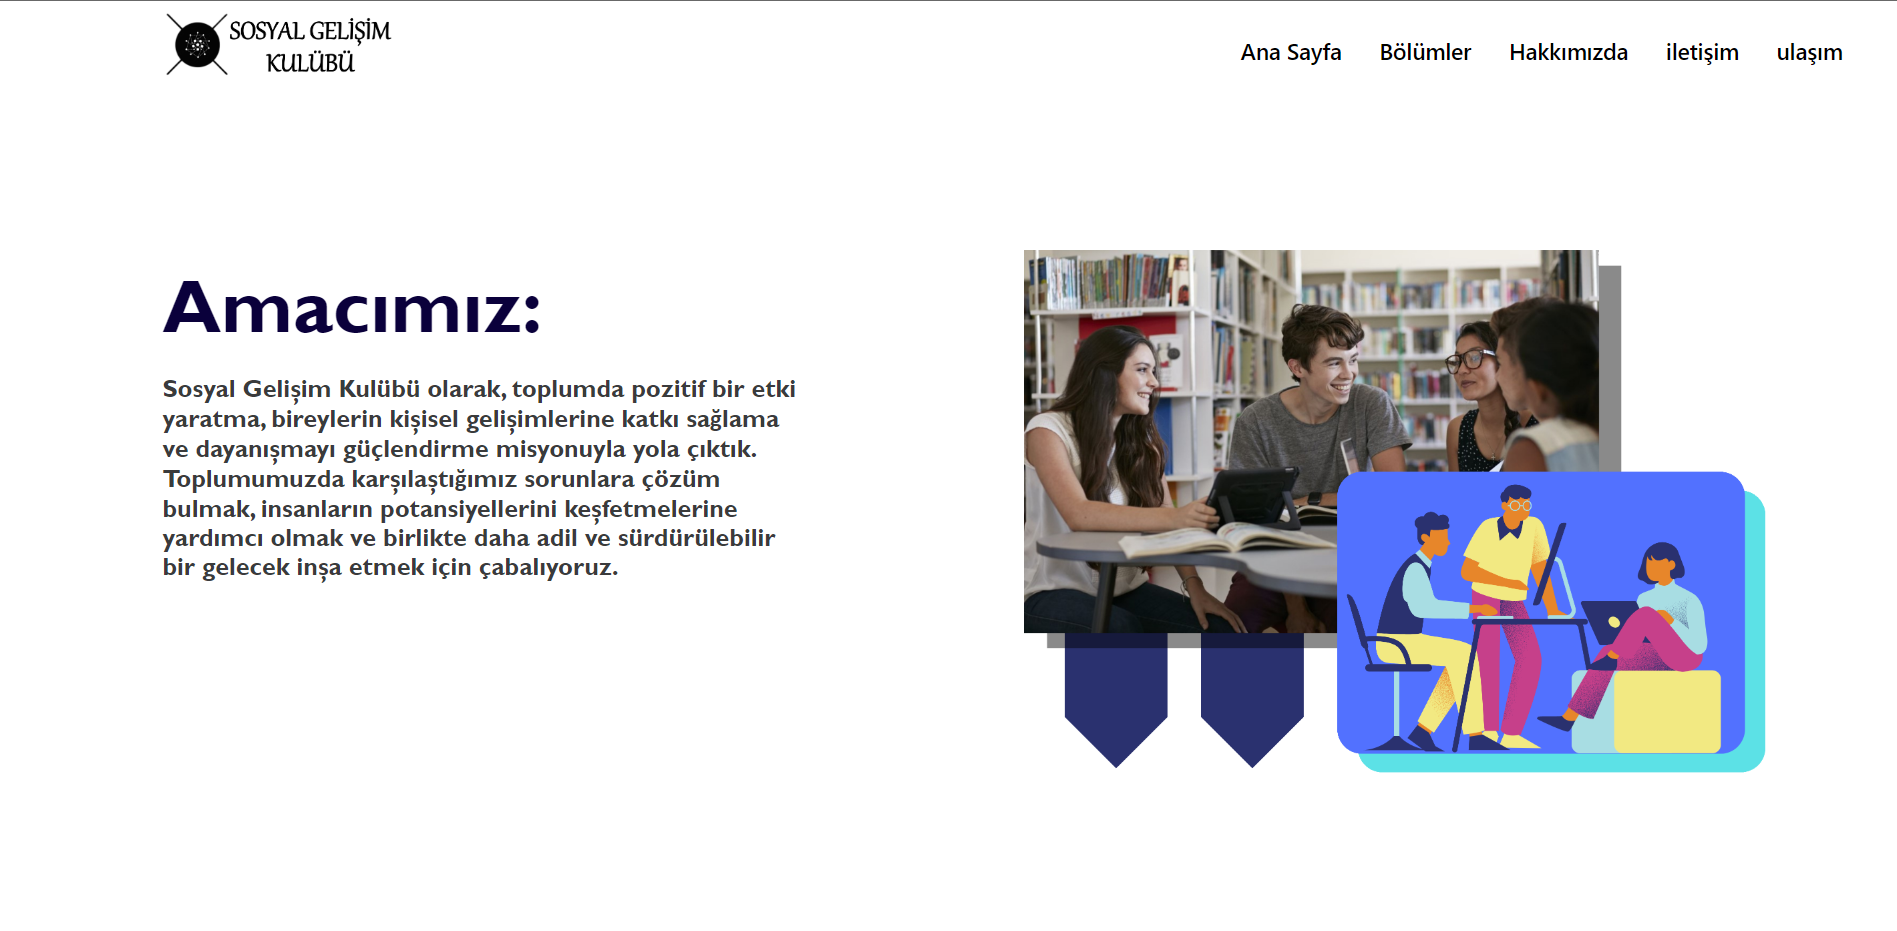 SOSYAL GELİŞİM
KULÜBÜ
Ana Sayfa Bölümler Hakkımızda iletişim ulaşım
Amacımız:
Sosyal Gelişim Kulübü olarak, toplumda pozitif bir etki
yaratma, bireylerin kişisel gelişimlerine katkı sağlama
ve dayanışmayı güçlendirme misyonuyla yola çıktık.
Toplumumuzda karşılaştığımız sorunlara çözüm
bulmak, insanların potansiyellerini keşfetmelerine
yardımcı olmak ve birlikte daha adil ve sürdürülebilir
bir gelecek inşa etmek için çabalıyoruz.